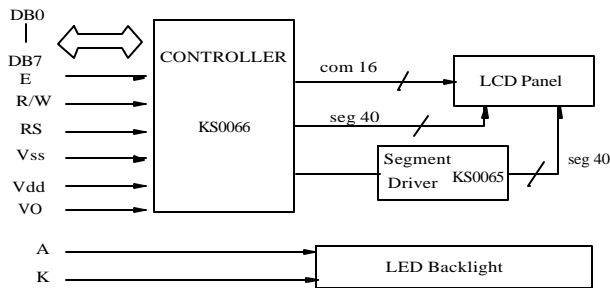 DB0
DB7
E
R/W
RS
Vss
Vdd
VO
CONTROLLER
KS0066
com 16
seg 40
LCD Panel
Segment
Driver KS0065
seg 40
A
K
LED Backlight